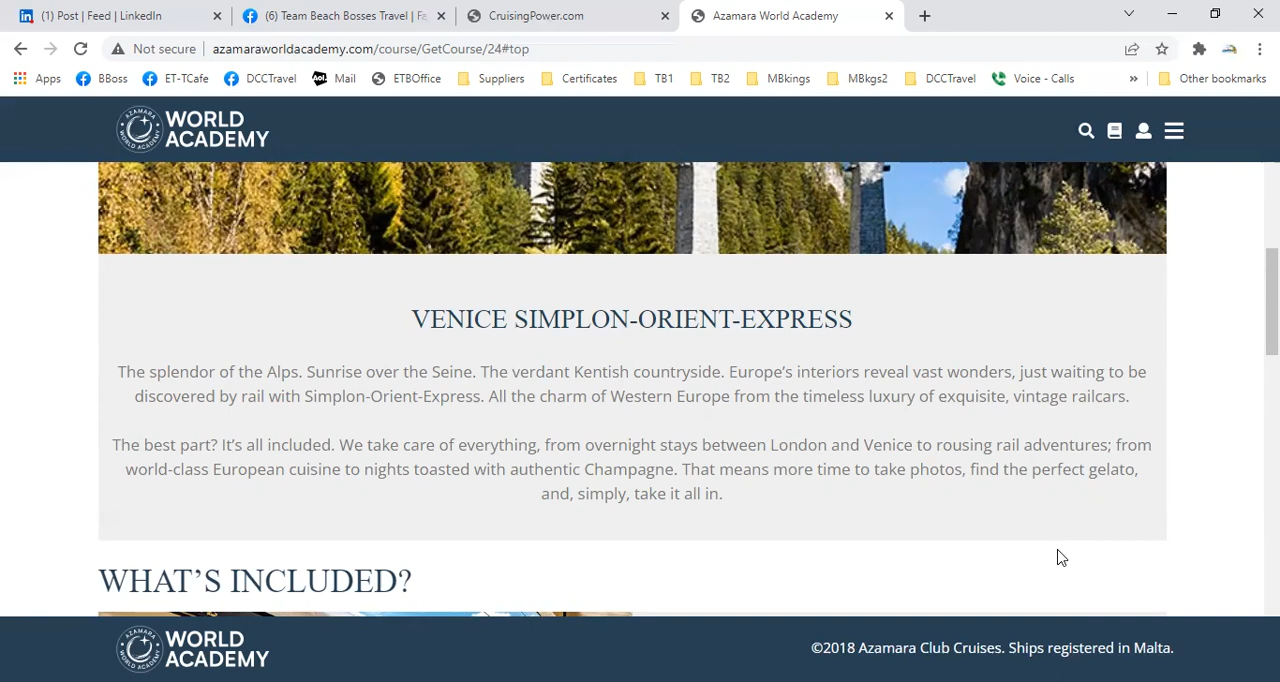 (1) Post | Feed | LinkedIn
(6) Team Beach Bosses Travel | Fa
CruisingPower.com
Azamara World Academy
Not secure
azamaraworldacademy.com/course/GetCourse/24#top
Apps
BBoss
ET-TCafe
DCCTravel
Aol.
Mail
ETBOffice
Suppliers
Certificates
TB1
TB2
MBkings
MBkgs2
DCCTravel
Voice - Calls
»
Other bookmarks
AZAMARA WORLD ACADEMY
WORLD
ACADEMY
VENICE SIMPLON-ORIENT-EXPRESS
The splendor of the Alps. Sunrise over the Seine. The verdant Kentish countryside. Europe’s interiors reveal vast wonders, just waiting to be
discovered by rail with Simplon-Orient-Express. All the charm of Western Europe from the timeless luxury of exquisite, vintage railcars.
The best part? It’s all included. We take care of everything, from overnight stays between London and Venice to rousing rail adventures; from
world-class European cuisine to nights toasted with authentic Champagne. That means more time to take photos, find the perfect gelato,
and, simply, take it all in.
WHAT’S INCLUDED?
AZAMARA WORLD ACADEMY
WORLD
ACADEMY
©2018 Azamara Club Cruises. Ships registered in Malta.